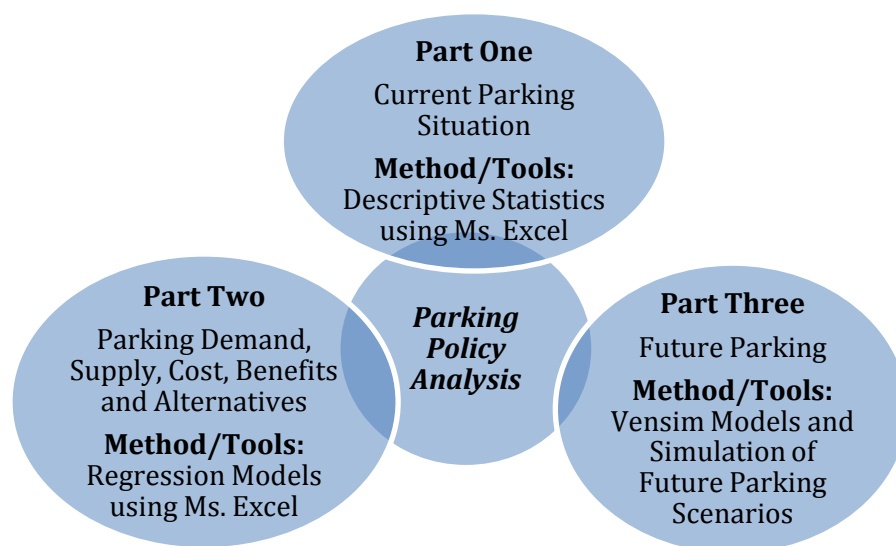 Part One
Current Parking
Situation
Method/Tools:
Descriptive Statistics
using Ms. Excel
Part Two
Parking Demand,
Supply, Cost, Benefits
and Alternatives
Method/Tools:
Regression Models
using Ms. Excel
Parking
Policy
Analysis
Part Three
Future Parking
Method/Tools:
Vensim Models and
Simulation of
Future Parking
Scenarios